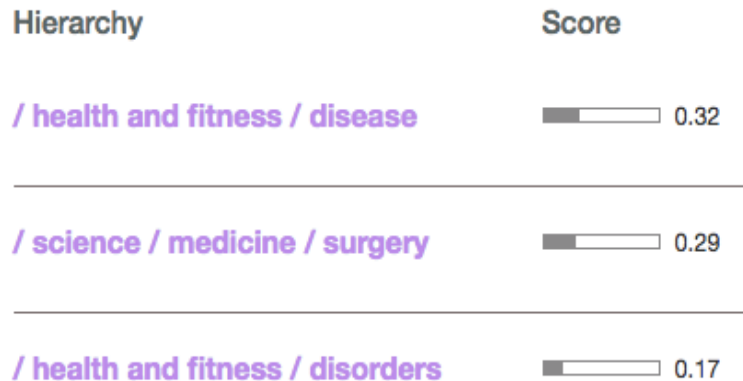 Hierarchy Score
/ health and fitness / disease 0.32
/ science / medicine / surgery 0.29
/ health and fitness / disorders 0.17